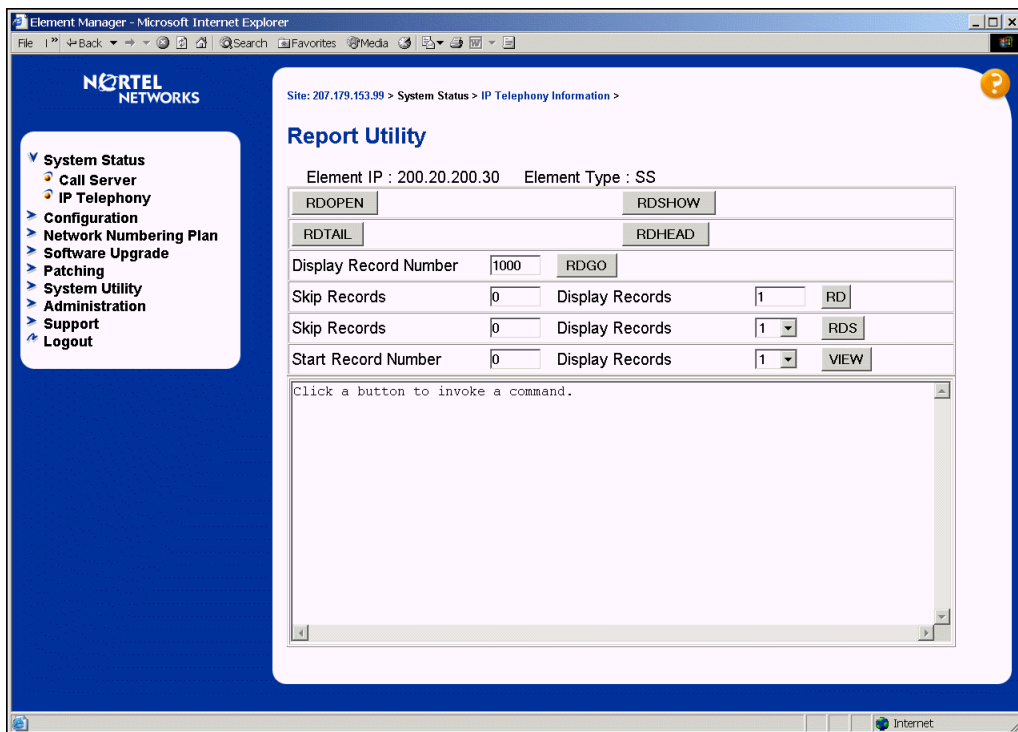 Element Manager - Microsoft Internet Explorer
File Back Search Favorites Media
NORTEL
NETWORKS
Site: 207.179.153.99 > System Status > IP Telephony Information >
Report Utility
System Status
Call Server
IP Telephony
Configuration
Network Numbering Plan
Software Upgrade
Patching
System Utility
Administration
Support
Logout
Element IP : 200.20.200.30 Element Type : SS
RDOPEN RDSHOW
RDTAIL RDHEAD
Display Record Number 1000 RDGO
Skip Records 0 Display Records 1 RD
Skip Records 0 Display Records 1 RDS
Start Record Number 0 Display Records 1 VIEW
Click a button to invoke a command.
Internet